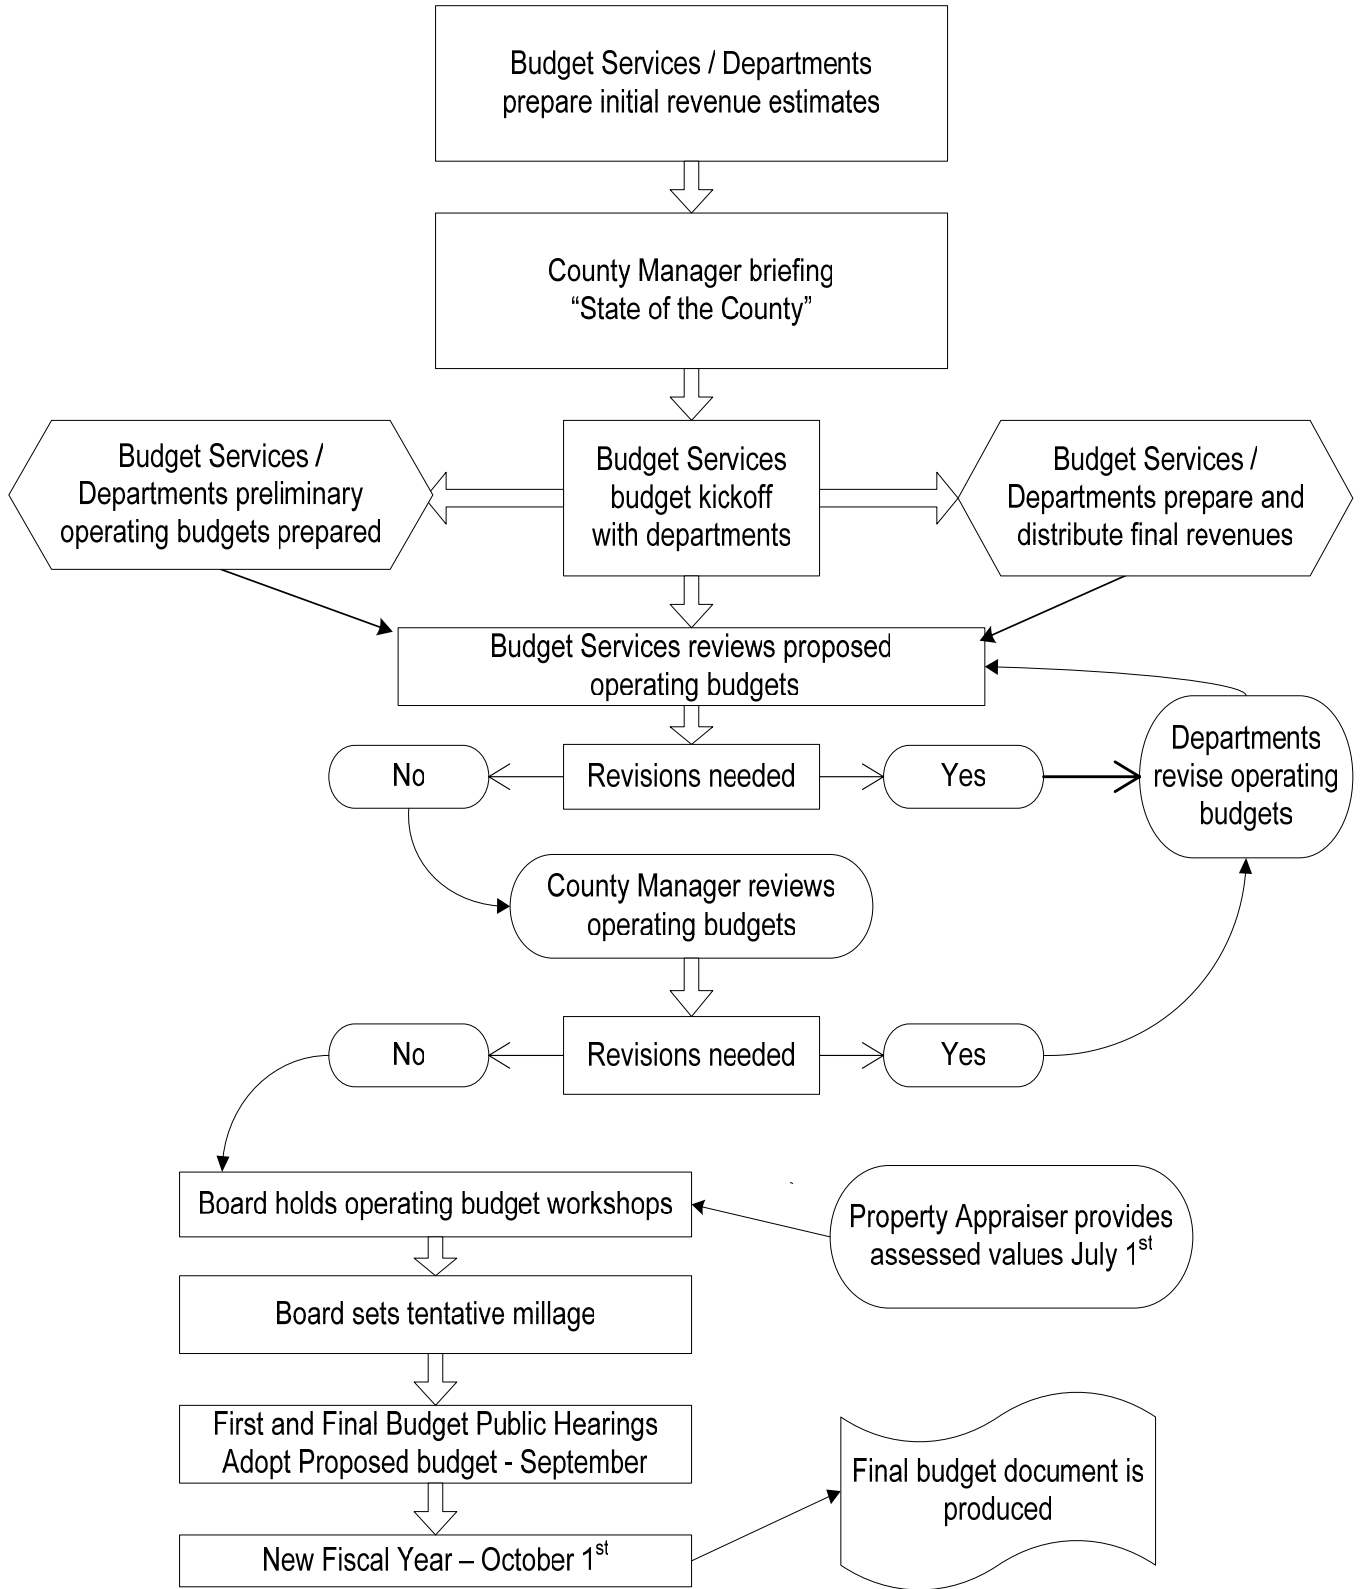 Budget Services / Departments
prepare initial revenue estimates
County Manager briefing
“State of the County”
Budget Services /
Departments preliminary
operating budgets prepared
Budget Services
budget kickoff
with departments
Budget Services /
Departments prepare and
distribute final revenues
Budget Services reviews proposed
operating budgets
No
Revisions needed
Yes
Departments
revise operating
budgets
County Manager reviews
operating budgets
No
Revisions needed
Yes
Board holds operating budget workshops
Property Appraiser provides
assessed values July 1st
Board sets tentative millage
First and Final Budget Public Hearings
Adopt Proposed budget - September
Final budget document is
produced
New Fiscal Year – October 1st